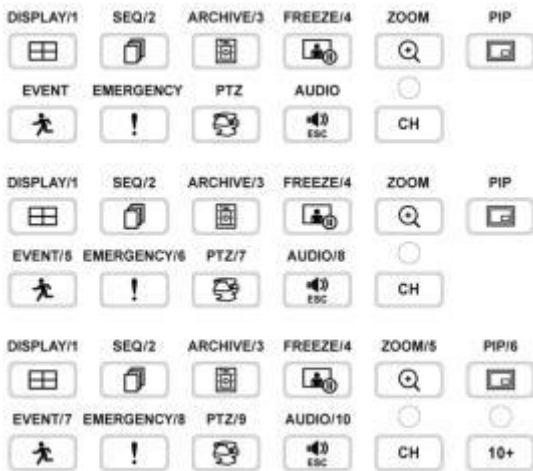 DISPLAY/1 SEQ/2 ARCHIVE/3 FREEZE/4 ZOOM PIP
EVENT EMERGENCY PTZ AUDIO
! ESC CH
DISPLAY/1 SEQ/2 ARCHIVE/3 FREEZE/4 ZOOM PIP
EVENT/5 EMERGENCY/6 PTZ/7 AUDIO/8
! ESC CH
DISPLAY/1 SEQ/2 ARCHIVE/3 FREEZE/4 ZOOM/5 PIP/6
EVENT/7 EMERGENCY/8 PTZ/9 AUDIO/10
! ESC CH 10+